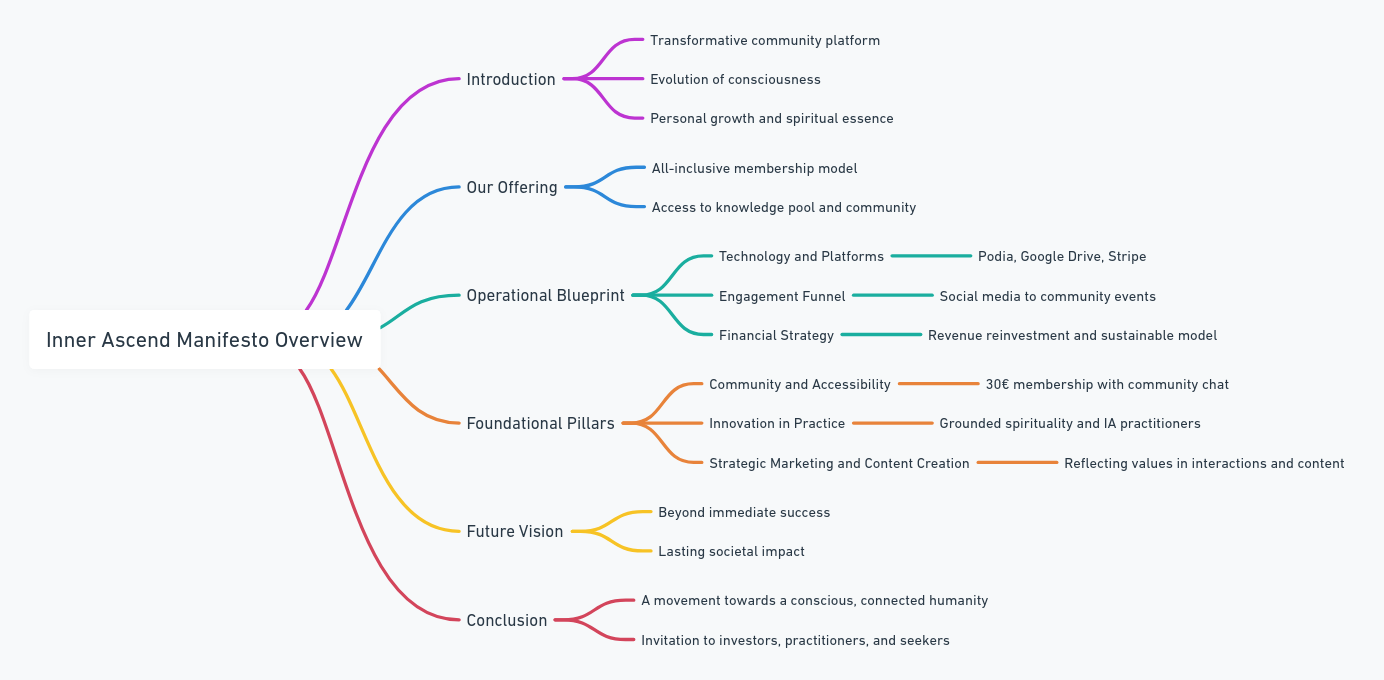 Inner Ascend Manifesto Overview
Introduction
Transformative community platform
Evolution of consciousness
Personal growth and spiritual essence
Our Offering
All-inclusive membership model
Access to knowledge pool and community
Operational Blueprint
Technology and Platforms
Podia, Google Drive, Stripe
Engagement Funnel
Social media to community events
Financial Strategy
Revenue reinvestment and sustainable model
Foundational Pillars
Community and Accessibility
30€ membership with community chat
Innovation in Practice
Grounded spirituality and IA practitioners
Strategic Marketing and Content Creation
Reflecting values in interactions and content
Future Vision
Beyond immediate success
Lasting societal impact
Conclusion
A movement towards a conscious, connected humanity
Invitation to investors, practitioners, and seekers